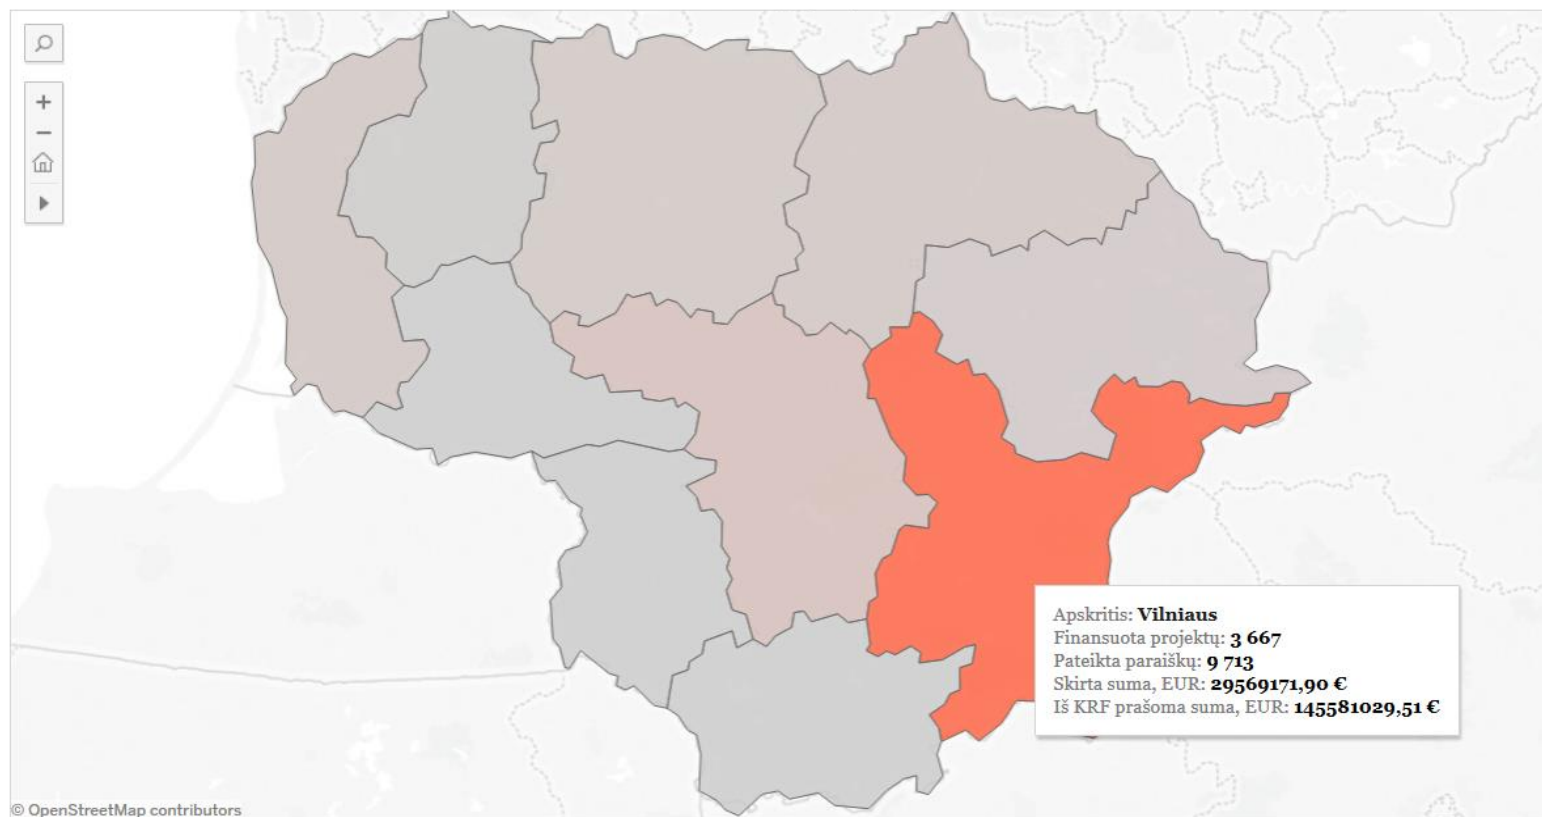 Apskritis: Vilniaus
Finansuota projektų: 3 667
Pateikta paraiškų: 9 713
Skirta suma, EUR: 29569171,90 €
Iš KRF prašoma suma, EUR: 145581029,51 €
© OpenStreetMap contributors